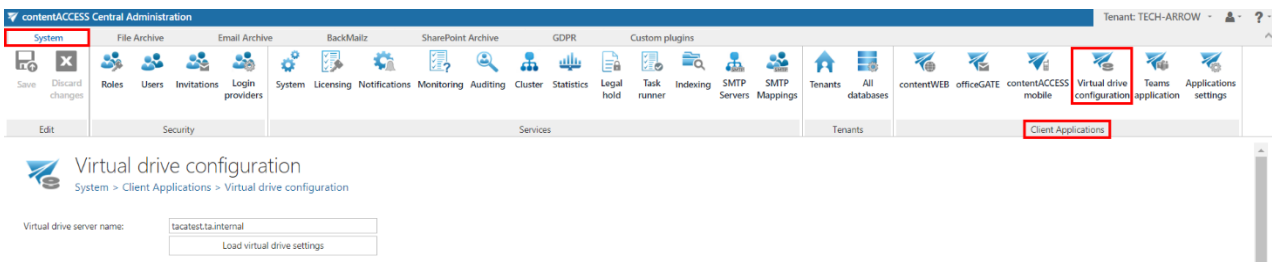 contentACCESS Central Administration
Tenant: TECH-ARROW
?
System File Archive Email Archive BackMailz SharePoint Archive GDPR Custom plugins
Save Discard changes Roles Users Invitations Login providers System Licensing Notifications Monitoring Auditing Cluster Statistics Legal hold Task runner Indexing SMTP Servers SMTP Mappings Tenants All databases contentWEB officeGATE contentACCESS mobile Virtual drive configuration Teams application Applications settings
Edit Security Services Tenants Client Applications
Virtual drive configuration
System > Client Applications > Virtual drive configuration
Virtual drive server name: tacatest.ta.internal
Load virtual drive settings